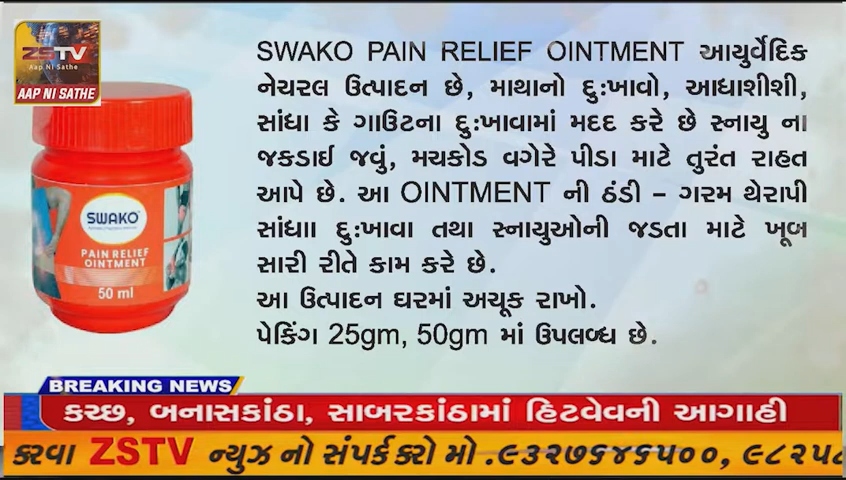 ZSTV
Aap Ni Sathe
AAP NI SATHE
SWAKO PAIN RELIEF OINTMENT આયુર્વેદિક
નેચરલ ઉત્પાદન છે, માથાનો દુઃખાવો, આધાશીશી,
સાંધા કે ગાઉટના દુઃખાવામાં મદદ કરે છે સ્નાયુ ના
જકડાઈ જવું, મચકોડ વગેરે પીડા માટે તુરંત રાહત
આપે છે. આ OINTMENT ની ઠંડી – ગરમ થેરાપી
સાંધાા દુઃખાવા તથા સ્નાયુઓની જડતા માટે ખૂબ
સારી રીતે કામ કરે છે.
આ ઉત્પાદન ઘરમાં અચૂક રાખો.
પેકિંગ 25gm, 50gm માં ઉપલબ્ધ છે.
SWAKO
PAIN RELIEF
OINTMENT
50 ml
BREAKING NEWS
કચ્છ, બનાસકાંઠા, સાબરકાંઠામાં હિટવેવની આગાહી
કરવા ZSTV ન્યુઝ નો સંપર્ક કરો મો .૯૩૨૭૬૪૬૫૦૦, ૯૮૨૫૮